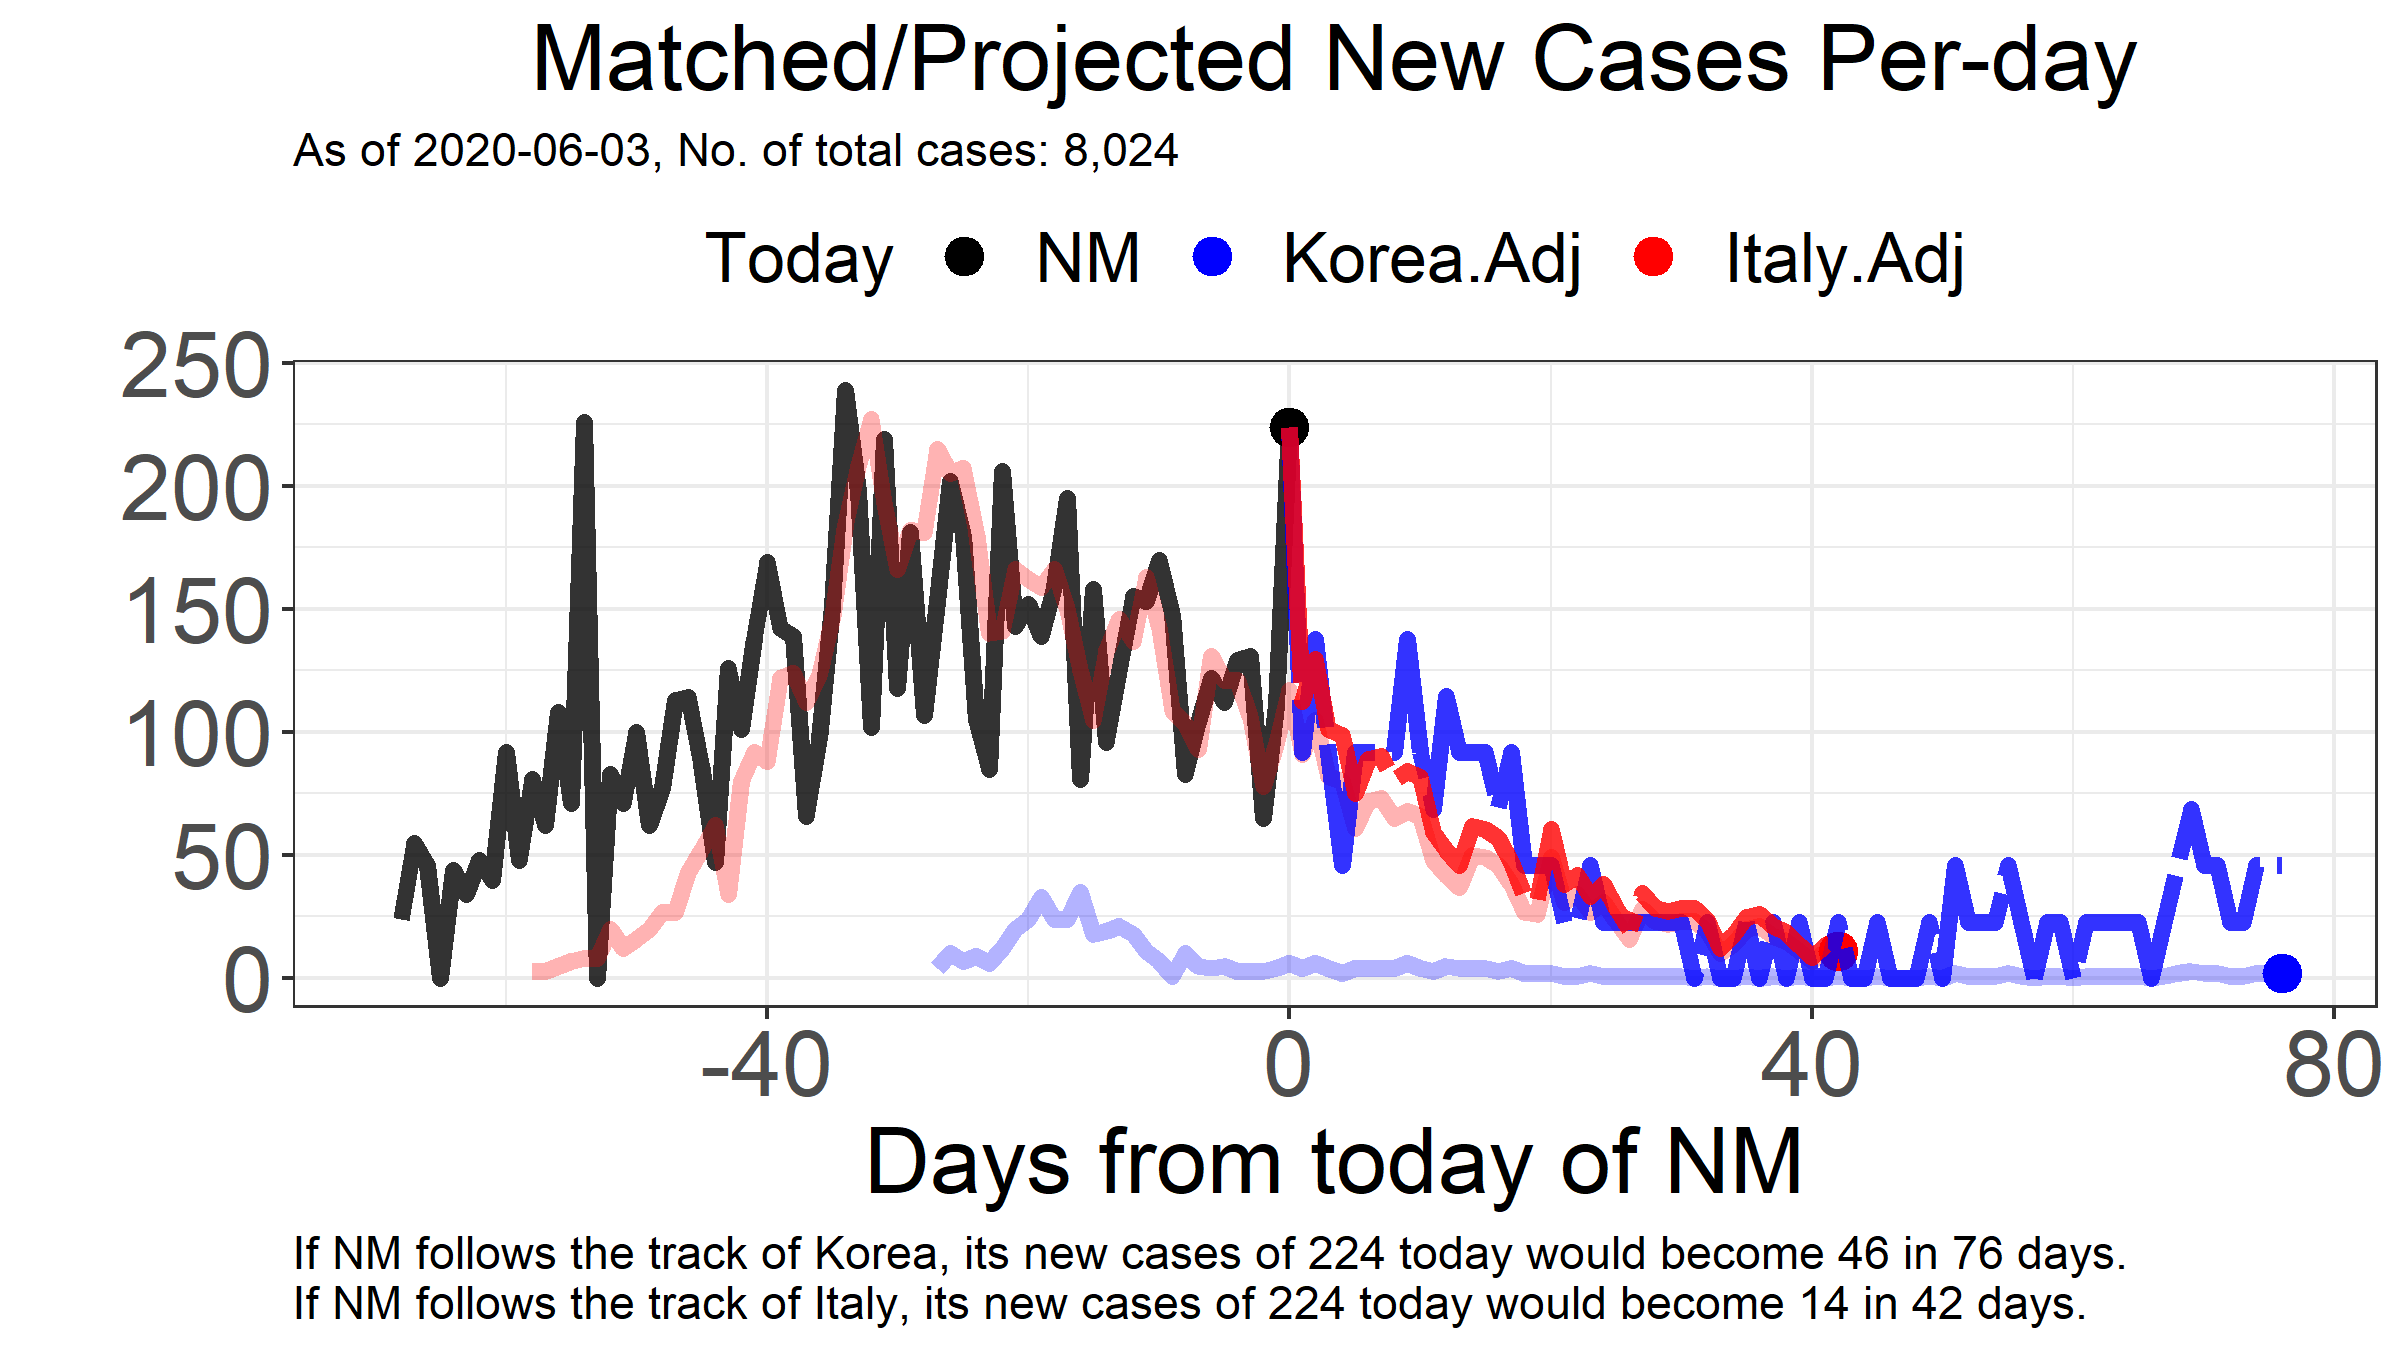 Matched/Projected New Cases Per-day
As of 2020-06-03, No. of total cases: 8,024
Today NM Korea.Adj Italy.Adj
250
200
150
100
50
0
-40 0 40 80
Days from today of NM
If NM follows the track of Korea, its new cases of 224 today would become 46 in 76 days.
If NM follows the track of Italy, its new cases of 224 today would become 14 in 42 days.